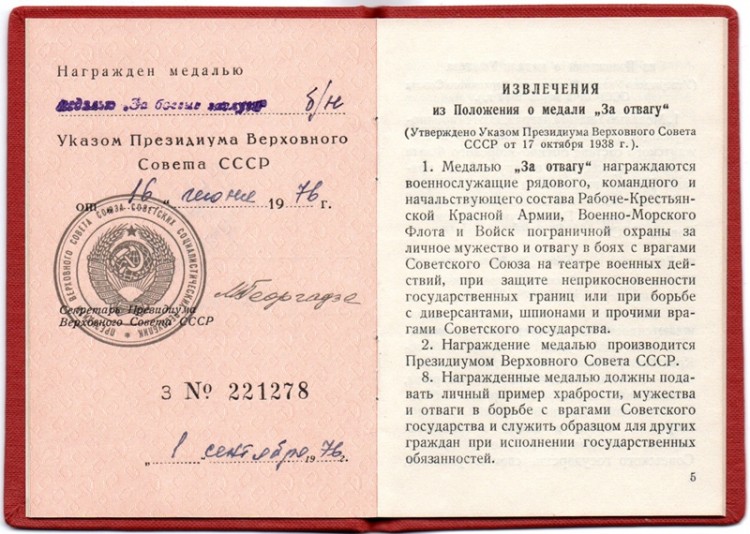 Награжден медалью
медалью „За боевые заслуги" б/н
Указом Президиума Верховного
Совета СССР
от „16" июня 1976 г.
Секретарь Президиума
Верховного Совета СССР
М. Георгадзе
З № 221278
„1 сентября 1976 г.
ИЗВЛЕЧЕНИЯ
из Положения о медали „За отвагу"
(Утверждено Указом Президиума Верховного Совета
СССР от 17 октября 1938 г.).
1. Медалью „За отвагу" награждаются
военнослужащие рядового, командного и
начальствующего состава Рабоче-Крестьян-
ской Красной Армии, Военно-Морского
Флота и Войск пограничной охраны за
личное мужество и отвагу в боях с врагами
Советского Союза на театре военных дей-
ствий, при защите неприкосновенности
государственных границ или при борьбе
с диверсантами, шпионами и прочими вра-
гами Советского государства.
2. Награждение медалью производится
Президиумом Верховного Совета СССР.
8. Награжденные медалью должны пода-
вать личный пример храбрости, мужества
и отваги в борьбе с врагами Советского
государства и служить образцом для других
граждан при исполнении государственных
обязанностей.
5